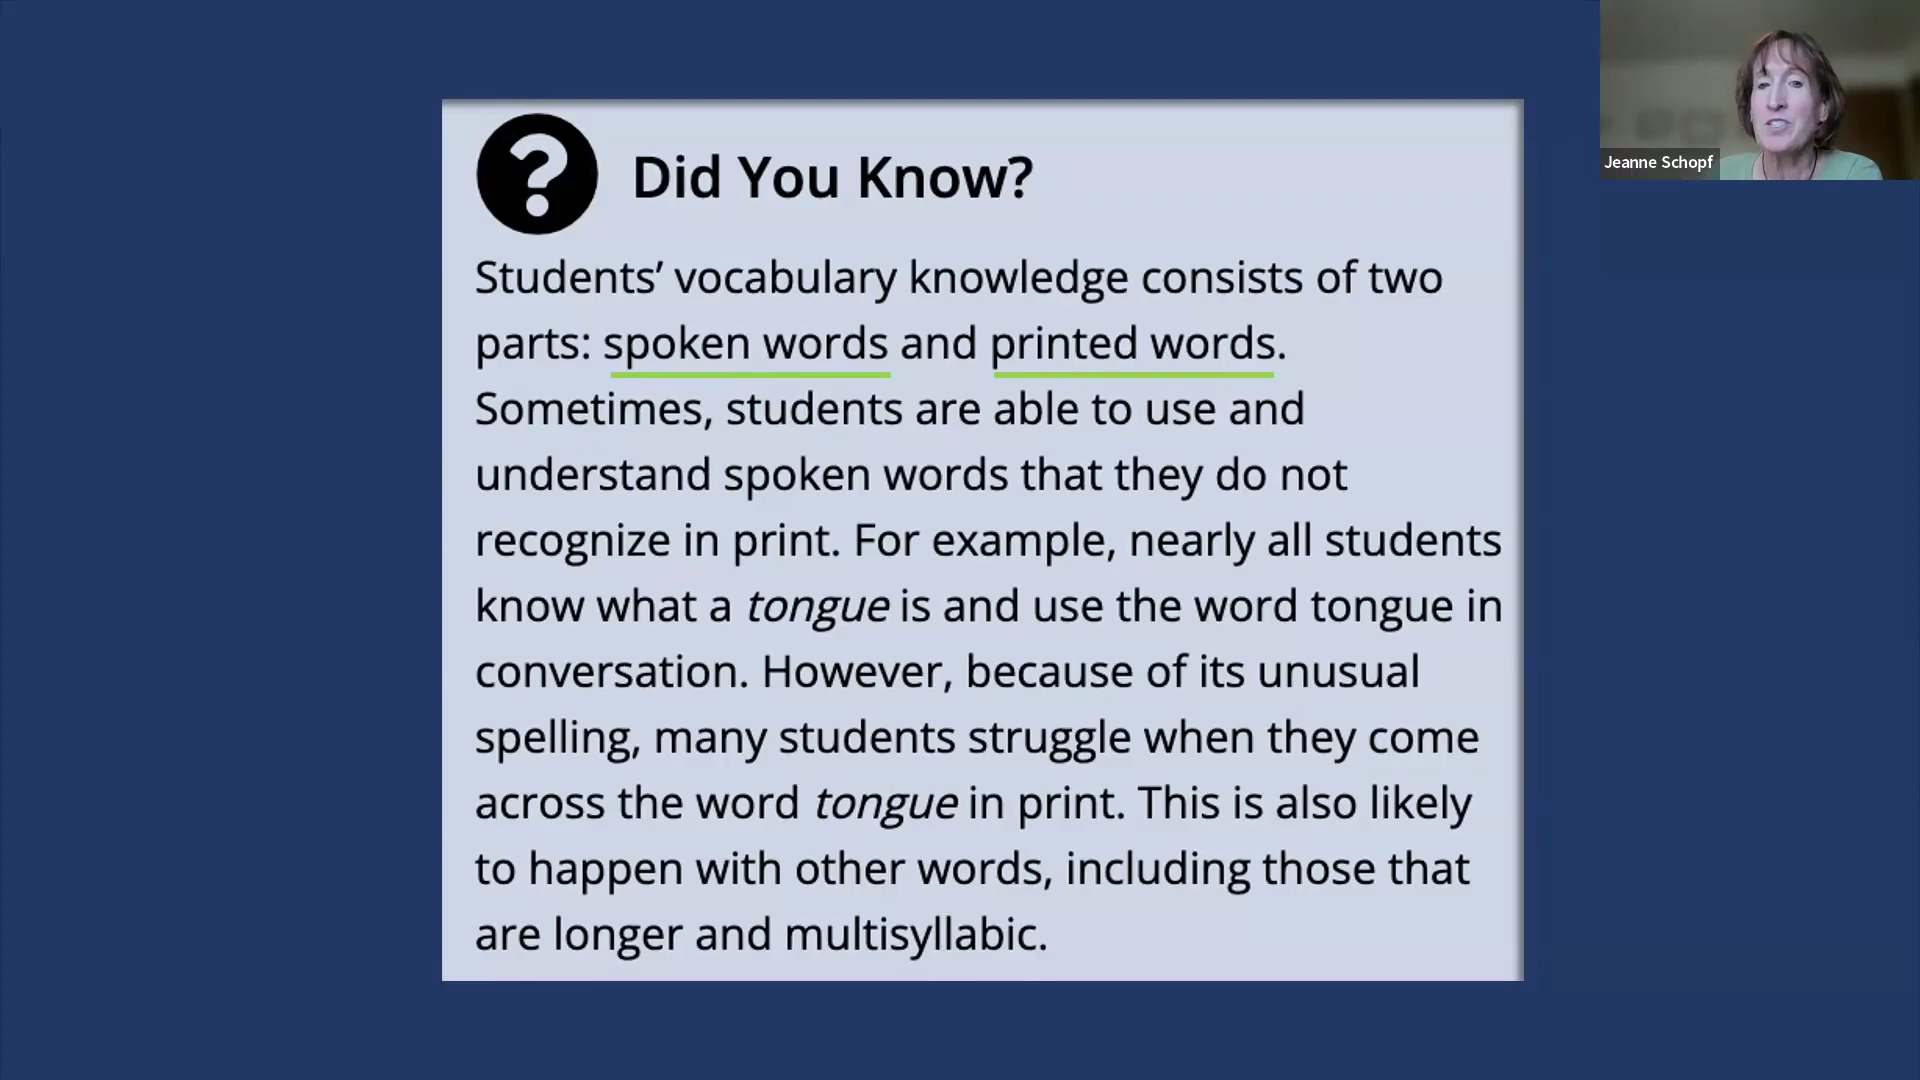 Did You Know?
Students’ vocabulary knowledge consists of two
parts: spoken words and printed words.
Sometimes, students are able to use and
understand spoken words that they do not
recognize in print. For example, nearly all students
know what a tongue is and use the word tongue in
conversation. However, because of its unusual
spelling, many students struggle when they come
across the word tongue in print. This is also likely
to happen with other words, including those that
are longer and multisyllabic.
Jeanne Schopf